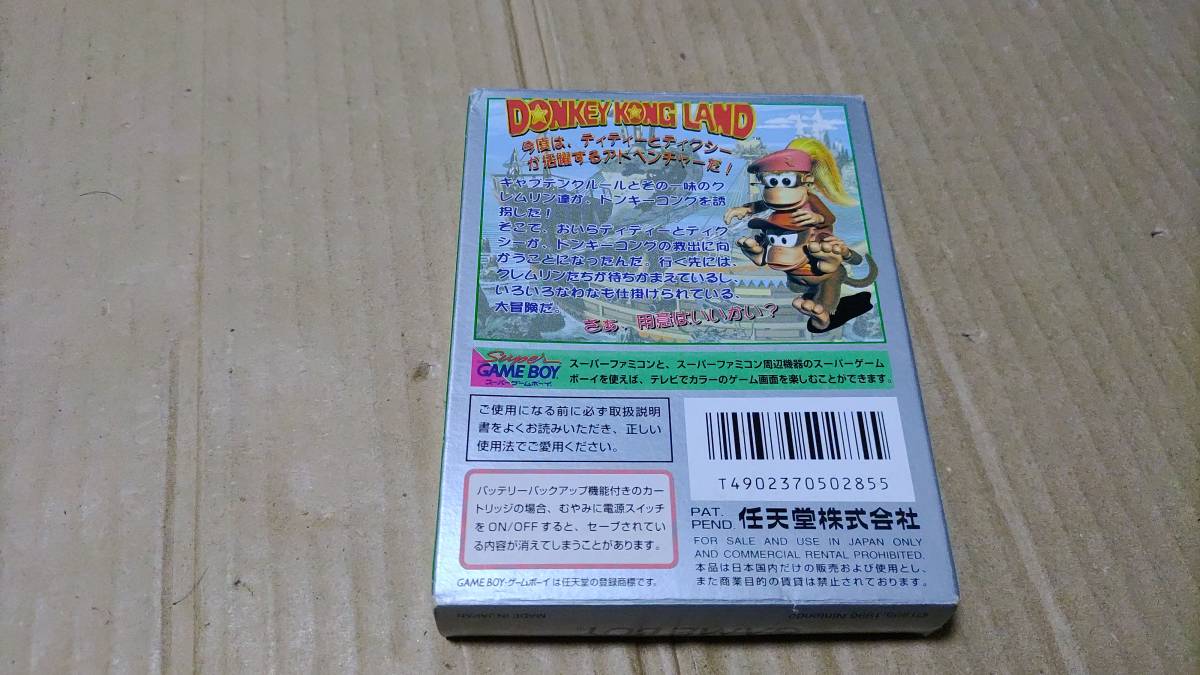 DONKEY KONG LAND
今度は、ディディーとディクシー
が活躍するアドベンチャーだ!
キャプテンクルールとその一味のク
レムリン達が、ドンキーコングを誘
拐した!
そこで、おいらディディーとディク
シーが、ドンキーコングの救出に向
かうことになったんだ。行く先には、
クレムリンたちが待ちかまえているし、
いろいろなわなも仕掛けられている、
大冒険だ。
さぁ、用意はいいかい?
Super
GAME BOY
スーパーゲームボーイ
スーパーファミコンと、スーパーファミコン周辺機器のスーパーゲーム
ボーイを使えば、テレビでカラーのゲーム画面を楽しむことができます。
ご使用になる前に必ず取扱説明
書をよくお読みいただき、正しい
使用法でご愛用ください。
バッテリーバックアップ機能付きのカー
トリッジの場合、むやみに電源スイッチ
をON/OFFすると、セーブされてい
る内容が消えてしまうことがあります。
GAME BOY・ゲームボーイは任天堂の登録商標です。
T4902370502855
PAT. PEND. 任天堂株式会社
FOR SALE AND USE IN JAPAN ONLY
AND COMMERCIAL RENTAL PROHIBITED.
本品は日本国内だけの販売および使用とし、
また商業目的の賃貸は禁止されております。
MADE IN JAPAN
GAME BOY
©1995, 1996 Nintendo